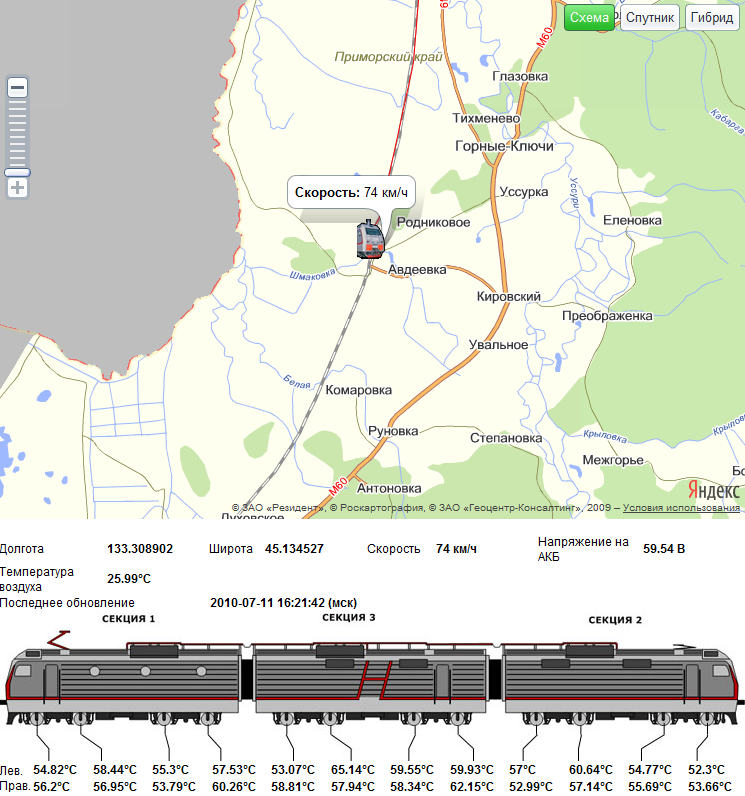 Схема
Спутник
Гибрид
М60
Приморский край
Глазовка
Кабарга
Тихменево
Горные-Ключи
Скорость: 74 км/ч
Уссурка
Уссури
Родниковое
Еленовка
Шмаковка
Авдеевка
Кировский
Преображенка
Увальное
Белая
Комаровка
Руновка
Степановка
Крыловка
Межгорье
М60
Антоновка
Яндекс
Духовское
© ЗАО «Резидент», © Роскартография, © ЗАО «Геоцентр-Консалтинг», 2009 – Условия использования
Долгота 133.308902 Широта 45.134527 Скорость 74 км/ч Напряжение на АКБ 59.54 В
Температура воздуха 25.99°C
Последнее обновление 2010-07-11 16:21:42 (мск)
СЕКЦИЯ 1 СЕКЦИЯ 3 СЕКЦИЯ 2
Лев. 54.82°C 58.44°C 55.3°C 57.53°C 53.07°C 65.14°C 59.55°C 59.93°C 57°C 60.64°C 54.77°C 52.3°C
Прав. 56.2°C 56.95°C 53.79°C 60.26°C 58.81°C 57.94°C 58.34°C 62.15°C 52.99°C 57.14°C 55.69°C 53.66°C